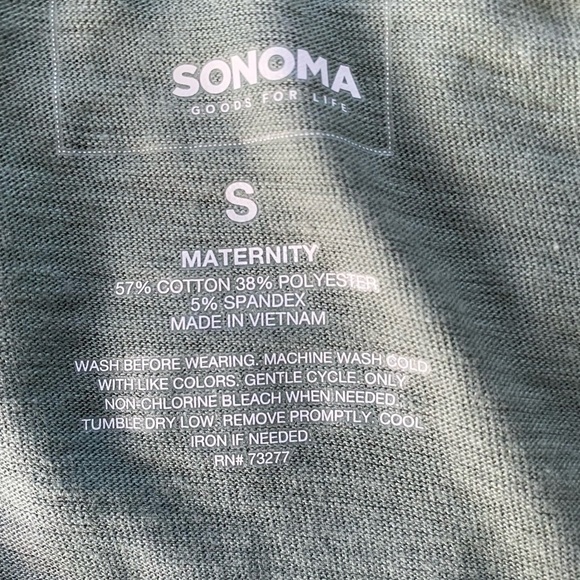 SONOMA
GOODS FOR LIFE
S
MATERNITY
57% COTTON 38% POLYESTER
5% SPANDEX
MADE IN VIETNAM
WASH BEFORE WEARING. MACHINE WASH COLD
WITH LIKE COLORS. GENTLE CYCLE. ONLY
NON-CHLORINE BLEACH WHEN NEEDED.
TUMBLE DRY LOW. REMOVE PROMPTLY. COOL
IRON IF NEEDED.
RN# 73277